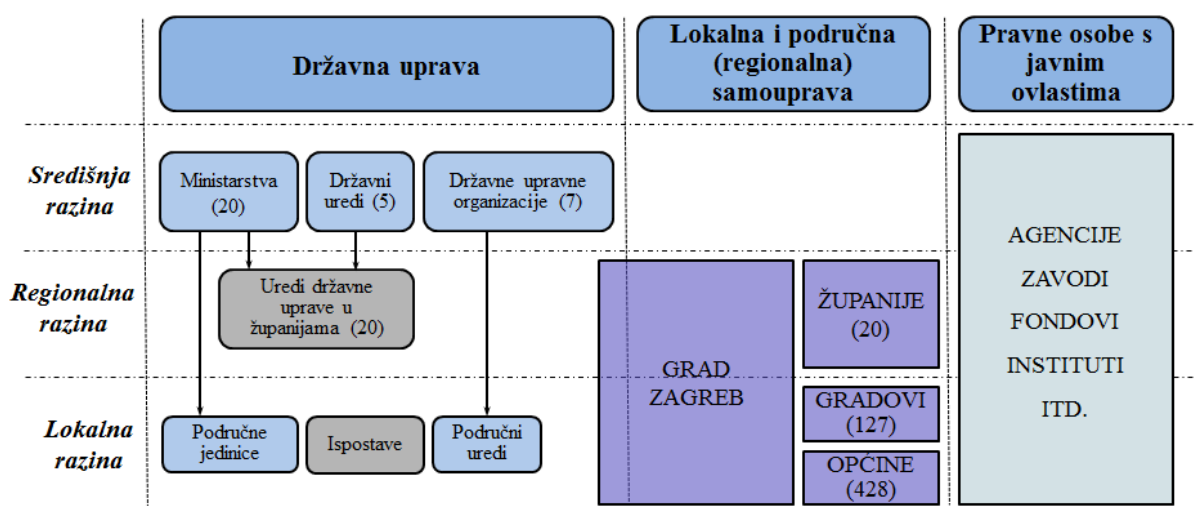 Državna uprava
Lokalna i područna
(regionalna)
samouprava
Pravne osobe s
javnim
ovlastima
Središnja
razina
Ministarstva
(20)
Državni
uredi (5)
Državne upravne
organizacije (7)
Regionalna
razina
Uredi državne
uprave u
županijama (20)
Lokalna
razina
Područne
jedinice
Ispostave
Područni
uredi
GRAD
ZAGREB
ŽUPANIJE
(20)
GRADOVI
(127)
OPĆINE
(428)
AGENCIJE
ZAVODI
FONDOVI
INSTITUTI
ITD.